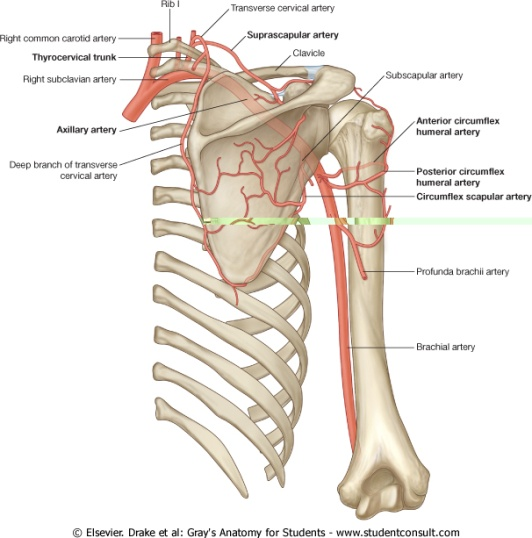 Rib I
Transverse cervical artery
Right common carotid artery
Suprascapular artery
Thyrocervical trunk
Clavicle
Right subclavian artery
Subscapular artery
Axillary artery
Anterior circumflex
humeral artery
Deep branch of transverse
cervical artery
Posterior circumflex
humeral artery
Circumflex scapular artery
Profunda brachii artery
Brachial artery
© Elsevier. Drake et al: Gray's Anatomy for Students - www.studentconsult.com